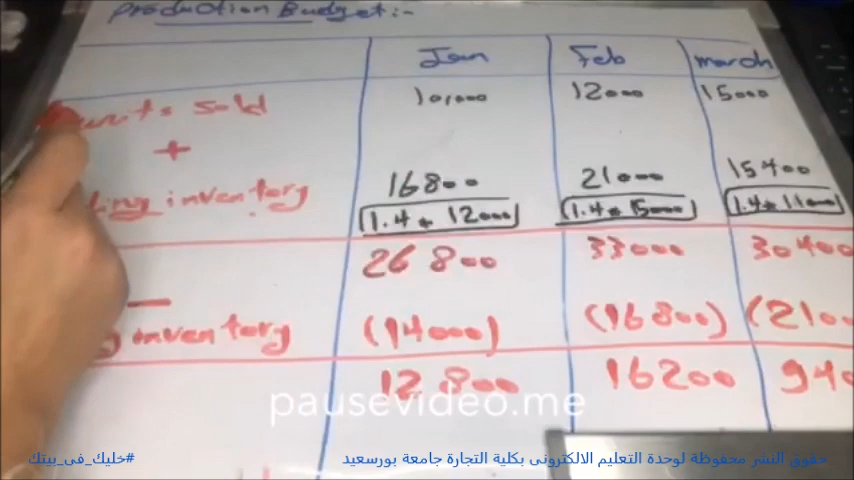 Production Budget:-
Jan Feb march
units sold 10,000 12000 15000
+
inventory 16800 21000 15400
1.4 * 12000 1.4 * 15000 1.4 * 11000
26800 33000 30400
-
inventory (14000) (16800) (2100
12800 16200 940
pausevideo.me
#خليك_فى_بيتك
حقوق النشر محفوظة لوحدة التعليم الالكترونى بكلية التجارة جامعة بورسعيد